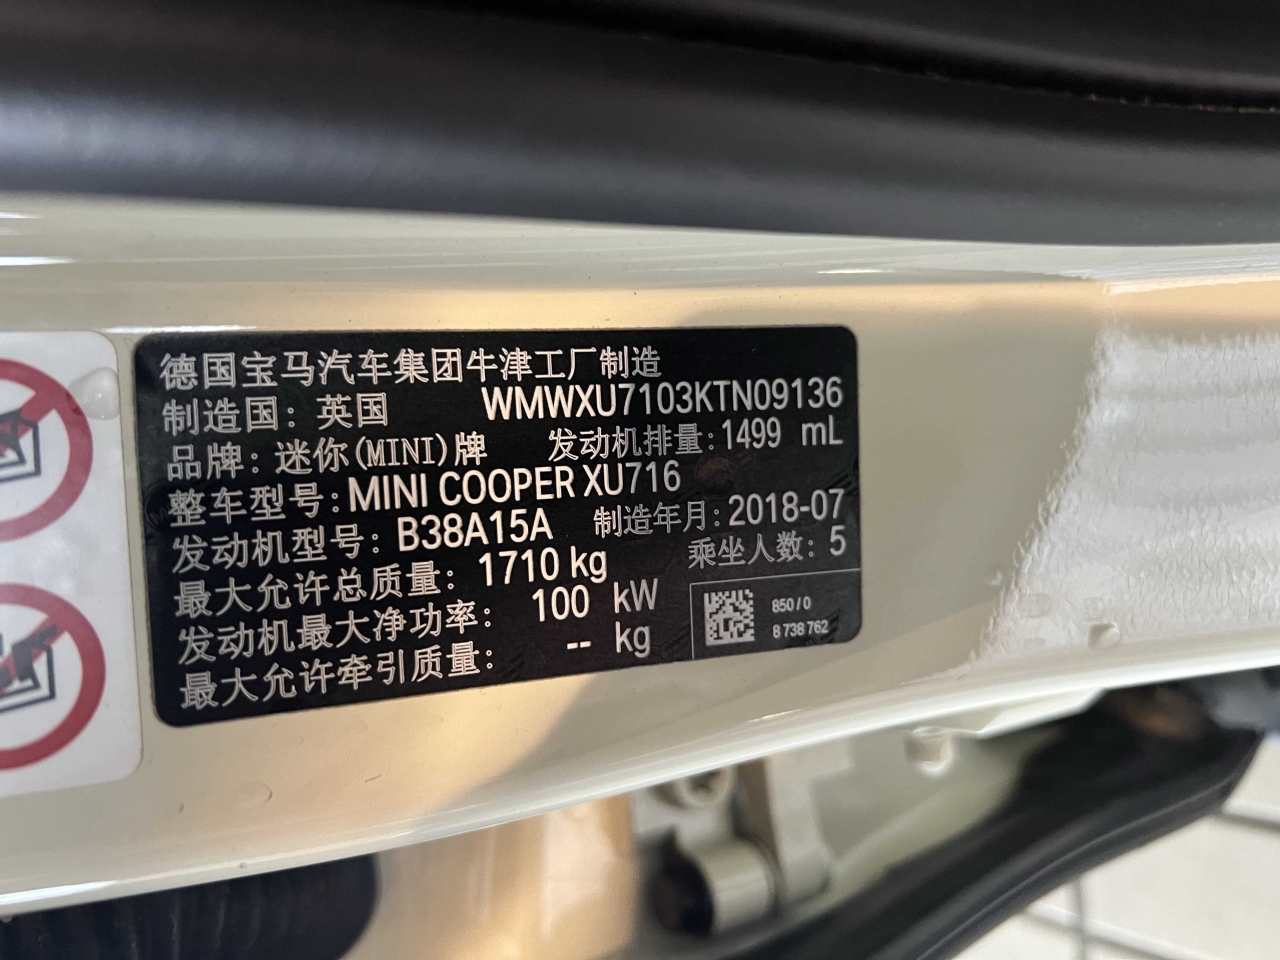 德国宝马汽车集团牛津工厂制造
制造国: 英国 WMWXU7103KTN09136
品牌: 迷你(MINI)牌 发动机排量: 1499 mL
整车型号: MINI COOPER XU716
发动机型号: B38A15A 制造年月: 2018-07
最大允许总质量: 1710 kg 乘坐人数: 5
发动机最大净功率: 100 kW
最大允许牵引质量: -- kg
850/0
8 738 762